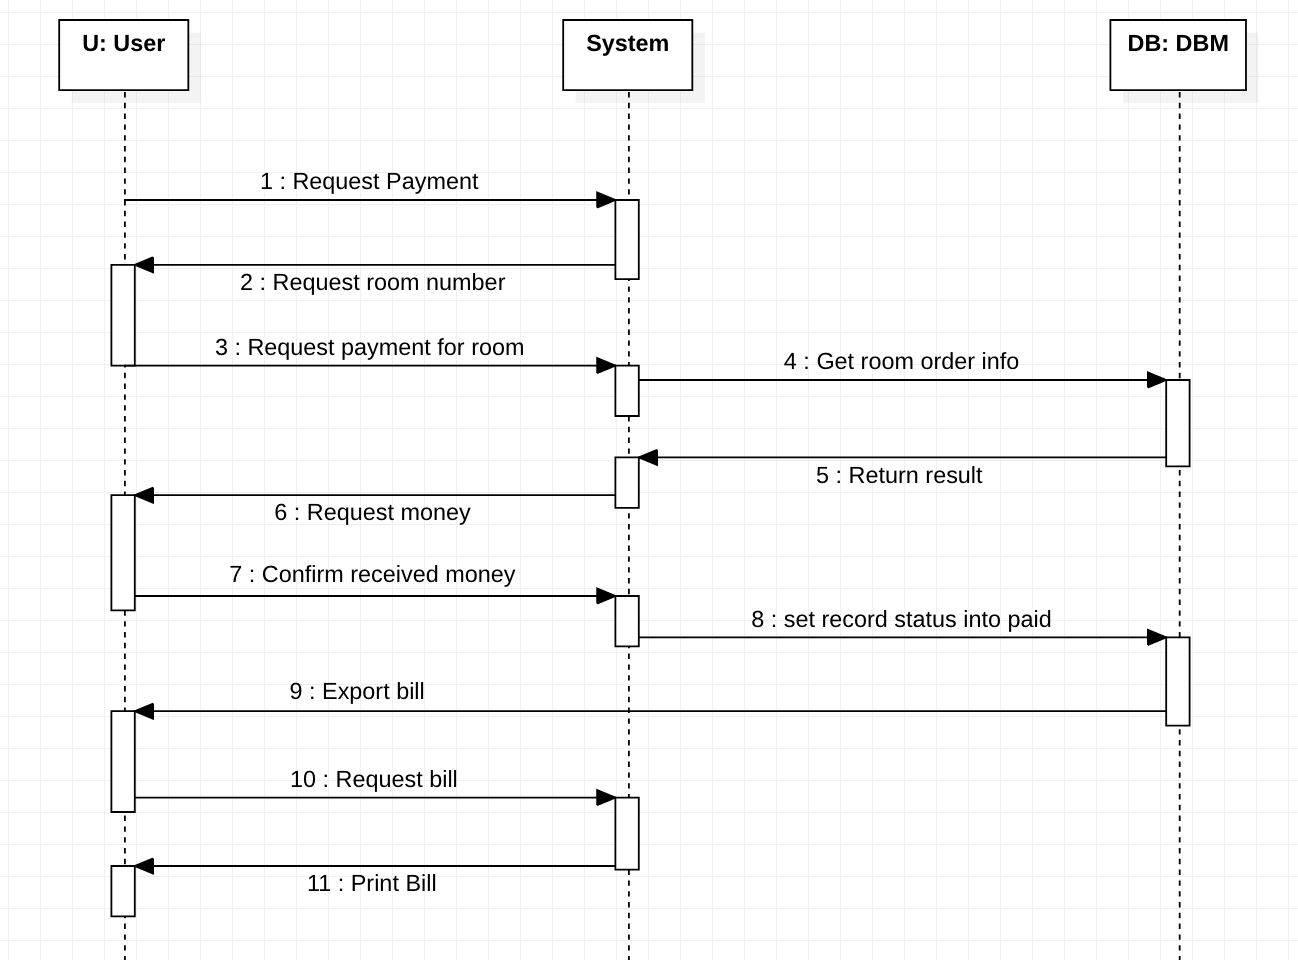 U: User
System
DB: DBM
1 : Request Payment
2 : Request room number
3 : Request payment for room
4 : Get room order info
5 : Return result
6 : Request money
7 : Confirm received money
8 : set record status into paid
9 : Export bill
10 : Request bill
11 : Print Bill